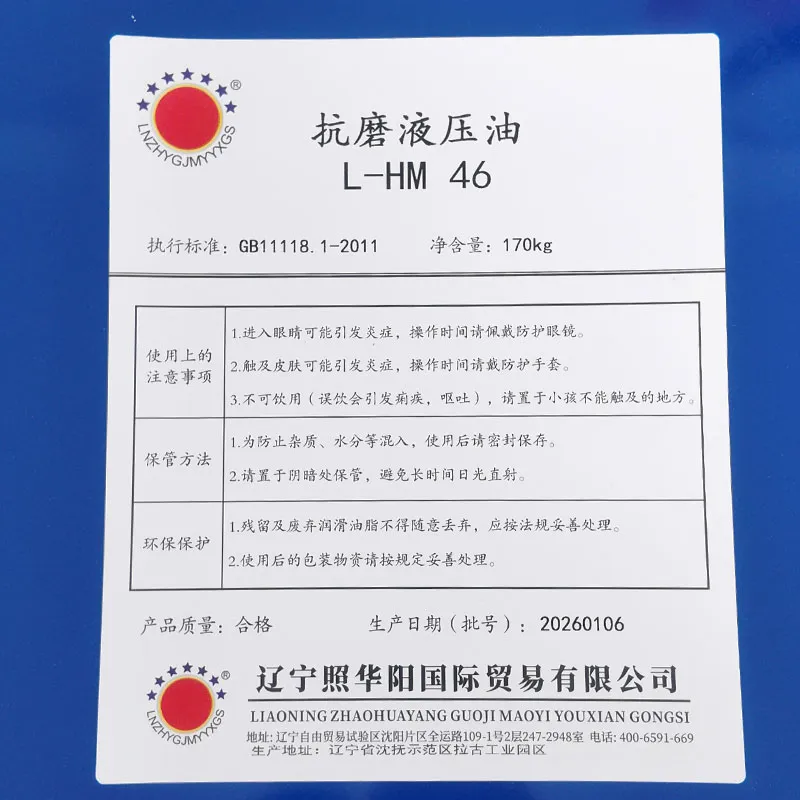 ®
LNZHYGJMYYXGS
抗磨液压油
L-HM 46
执行标准：GB11118.1-2011 净含量：170kg
使用上的
注意事项
1.进入眼睛可能引发炎症，操作时间请佩戴防护眼镜。
2.触及皮肤可能引发炎症，操作时间请戴防护手套。
3.不可饮用（误饮会引发痢疾，呕吐），请置于小孩不能触及的地方。
保管方法
1.为防止杂质、水分等混入，使用后请密封保存。
2.请置于阴暗处保管，避免长时间日光直射。
环保保护
1.残留及废弃润滑油脂不得随意丢弃，应按法规妥善处理。
2.使用后的包装物资请按规定妥善处理。
产品质量：合格 生产日期（批号）：20260106
®
LNZHYGJMYYXGS
辽宁照华阳国际贸易有限公司
LIAONING ZHAOHUAYANG GUOJI MAOYI YOUXIAN GONGSI
地址：辽宁自由贸易试验区沈阳片区全运路109-1号2层247-2948室 电话：400-6591-669
生产地址：辽宁省沈抚示范区拉古工业园区